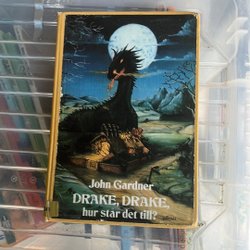 John Gardner
DRAKE, DRAKE,
hur står det till?